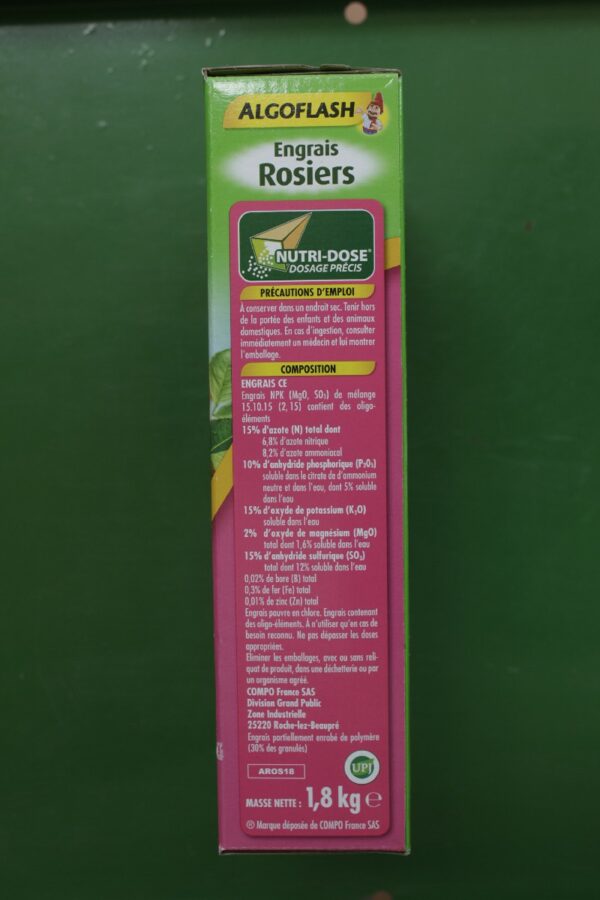 ALGOFLASH
Engrais
Rosiers
NUTRI-DOSE®
DOSAGE PRÉCIS
PRÉCAUTIONS D'EMPLOI
A conserver dans un endrait sec. Tenir hors
de la portée des enfants et des animaux
domestiques. En cas d'ingestion, consulter
immédiatement un médecin et lui montrer
l'emballage.
COMPOSITION
ENGRAIS CE
Engrais NPK (MgO, SO₃) de mélange
15.10.15 (2,15) contient des oligo-
éléments
15% d'azote (N) total dont
6,8% d'azote nitrique
8,2% d'azote ammoniacal
10% d'anhydride phosphorique (P₂O₅)
soluble dans le citrate de d'ammonium
neutre et dans l'eau, dont 5% soluble
dans l'eau
15% d'oxyde de potassium (K₂O)
soluble dans l'eau
2% d'oxyde de magnésium (MgO)
total dont 1,6% soluble dans l'eau
15% d'anhydride sulfurique (SO₃)
total dont 12% soluble dans l'eau
0,02% de bore (B) total
0,3% de fer (Fe) total
0,01% de zinc (Zn) total
Engrais pauvre en chlore. Engrais contenant
des oligo-éléments. A n'utiliser qu'en cas de
besoin reconnu. Ne pas dépasser les doses
appropriées.
Eliminer les emballages, avec ou sans reli-
quat de produit, dans une déchetterie ou par
un organisme agréé.
COMPO France SAS
Division Grand Public
Zone Industrielle
25220 Roche-lez-Beaupré
Engrais partiellement enrobé de polymère
(30% des granulés)
AROS18
UPJ
MASSE NETTE : 1,8 kg ℮
® Marque déposée de COMPO France SAS